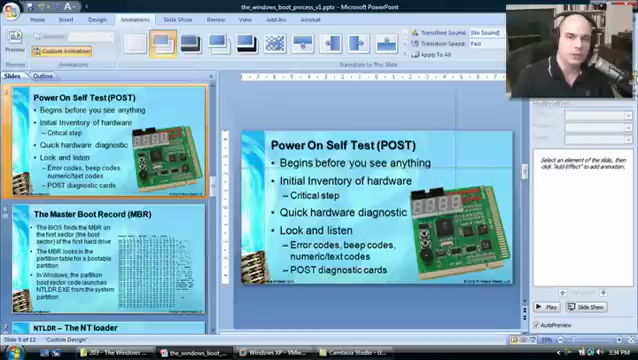 the_windows_boot_process_v1.pptx - Microsoft PowerPoint
Home
Insert
Design
Animations
Slide Show
Review
View
Add-Ins
Acrobat
Preview
Preview
Custom Animation
Animations
Transition Sound: [No Sound]
Transition Speed: Fast
Apply To All
Transition to This Slide
Slides
Outline
Power On Self Test (POST)
• Begins before you see anything
• Initial Inventory of hardware
– Critical step
• Quick hardware diagnostic
• Look and listen
– Error codes, beep codes, numeric/text codes
– POST diagnostic cards
The Master Boot Record (MBR)
• The BIOS finds the MBR
on the first sector (the boot
sector) of the first hard drive
• The MBR looks in the
partition table for a bootable
partition
• In Windows, the partition
boot sector code launches
NTLDR.EXE from the system
partition
NTLDR – The NT loader
Power On Self Test (POST)
• Begins before you see anything
• Initial Inventory of hardware
– Critical step
• Quick hardware diagnostic
• Look and listen
– Error codes, beep codes,
numeric/text codes
– POST diagnostic cards
Select an element of the slide, then
click "Add Effect" to add animation.
Play
Slide Show
AutoPreview
Slide 5 of 12
"Custom Design"
203 - The Windows ...
the_windows_boot_...
Windows XP - VMw...
Camtasia Studio - U...
3:34 PM